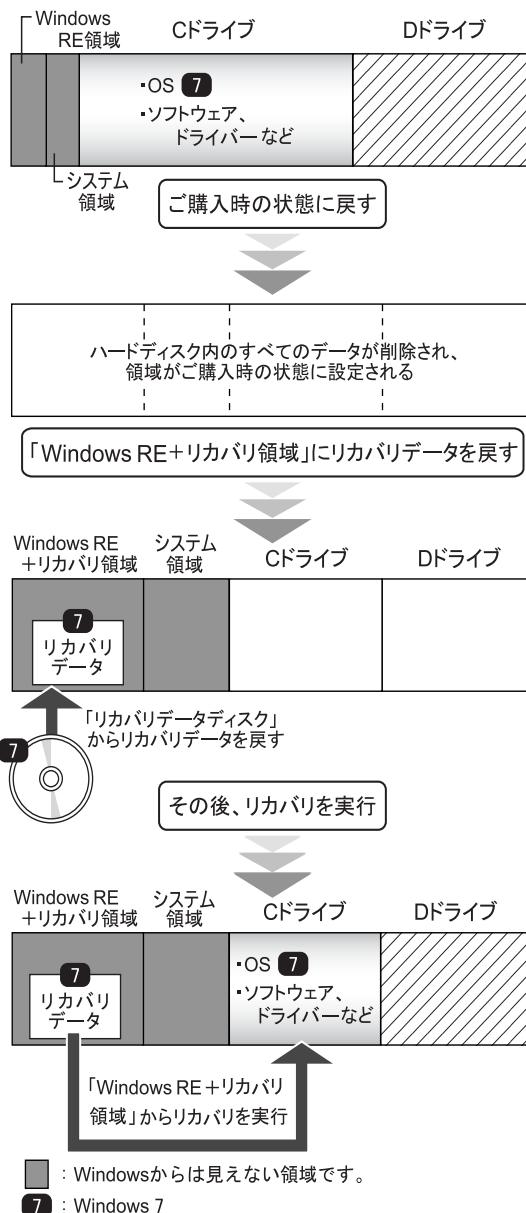 Windows
RE領域
Cドライブ
Dドライブ
・OS 7
・ソフトウェア、
ドライバーなど
システム
領域
ご購入時の状態に戻す
ハードディスク内のすべてのデータが削除され、
領域がご購入時の状態に設定される
「Windows RE+リカバリ領域」にリカバリデータを戻す
Windows RE
+リカバリ領域
システム
領域
Cドライブ
Dドライブ
7
リカバリ
データ
「リカバリデータディスク」
からリカバリデータを戻す
7
その後、リカバリを実行
Windows RE
+リカバリ領域
システム
領域
Cドライブ
Dドライブ
7
リカバリ
データ
・OS 7
・ソフトウェア、
ドライバーなど
「Windows RE+リカバリ
領域」からリカバリを実行
：Windowsからは見えない領域です。
7：Windows 7